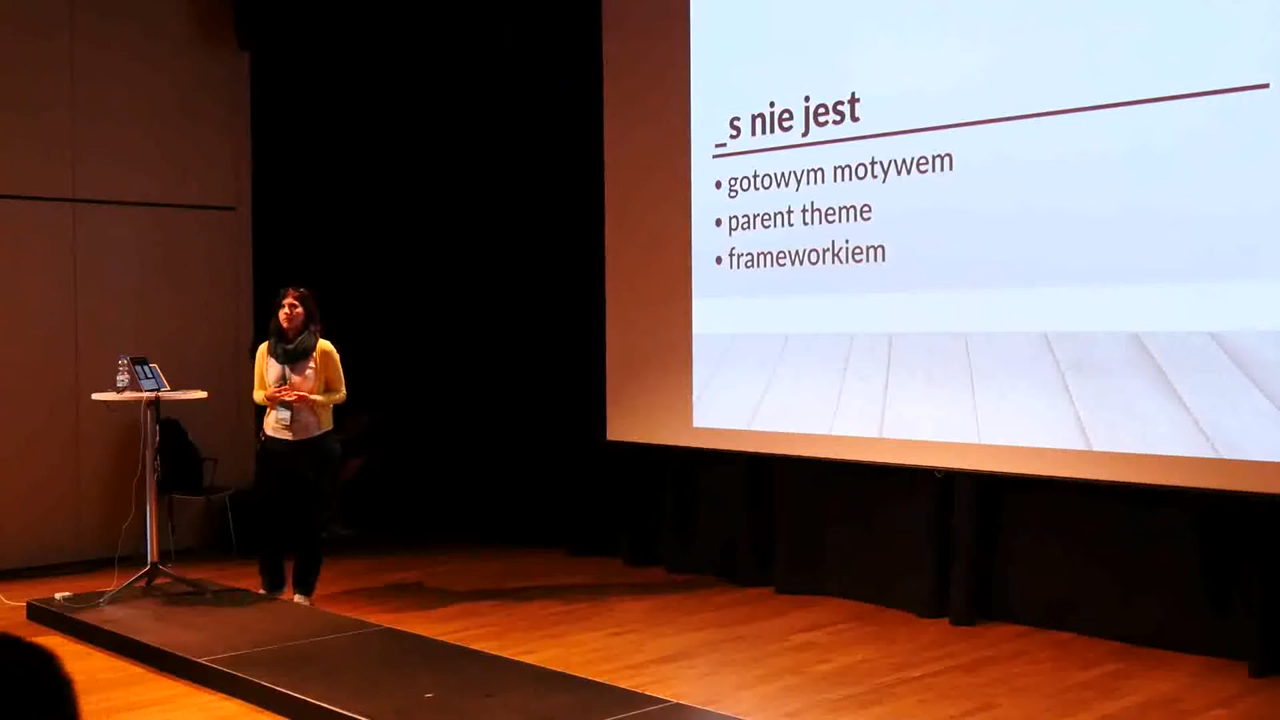 _s nie jest
• gotowym motywem
• parent theme
• frameworkiem